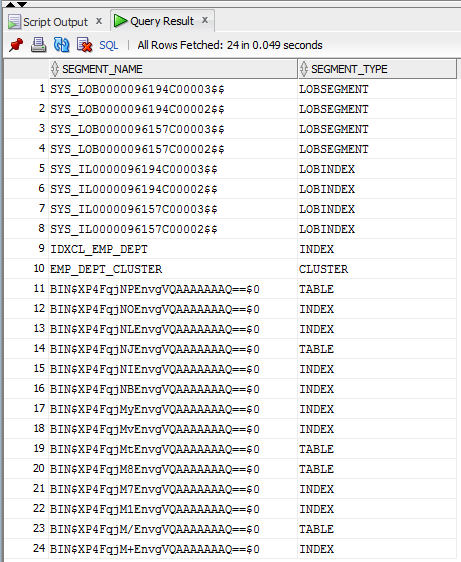 Script Output x Query Result x
SQL | All Rows Fetched: 24 in 0.049 seconds
SEGMENT_NAME SEGMENT_TYPE
1 SYS_LOB0000096194C00003$$ LOBSEGMENT
2 SYS_LOB0000096194C00002$$ LOBSEGMENT
3 SYS_LOB0000096157C00003$$ LOBSEGMENT
4 SYS_LOB0000096157C00002$$ LOBSEGMENT
5 SYS_IL0000096194C00003$$ LOBINDEX
6 SYS_IL0000096194C00002$$ LOBINDEX
7 SYS_IL0000096157C00003$$ LOBINDEX
8 SYS_IL0000096157C00002$$ LOBINDEX
9 IDXCL_EMP_DEPT INDEX
10 EMP_DEPT_CLUSTER CLUSTER
11 BIN$XP4FqjNPEnvgVQAAAAAAAQ==$0 TABLE
12 BIN$XP4FqjNOEnvgVQAAAAAAAQ==$0 INDEX
13 BIN$XP4FqjNLEnvgVQAAAAAAAQ==$0 INDEX
14 BIN$XP4FqjNJEnvgVQAAAAAAAQ==$0 TABLE
15 BIN$XP4FqjNIEnvgVQAAAAAAAQ==$0 INDEX
16 BIN$XP4FqjNBEnvgVQAAAAAAAQ==$0 INDEX
17 BIN$XP4FqjMyEnvgVQAAAAAAAQ==$0 INDEX
18 BIN$XP4FqjMvEnvgVQAAAAAAAQ==$0 INDEX
19 BIN$XP4FqjMtEnvgVQAAAAAAAQ==$0 TABLE
20 BIN$XP4FqjM8EnvgVQAAAAAAAQ==$0 TABLE
21 BIN$XP4FqjM7EnvgVQAAAAAAAQ==$0 INDEX
22 BIN$XP4FqjM1EnvgVQAAAAAAAQ==$0 INDEX
23 BIN$XP4FqjM/EnvgVQAAAAAAAQ==$0 TABLE
24 BIN$XP4FqjM+EnvgVQAAAAAAAQ==$0 INDEX